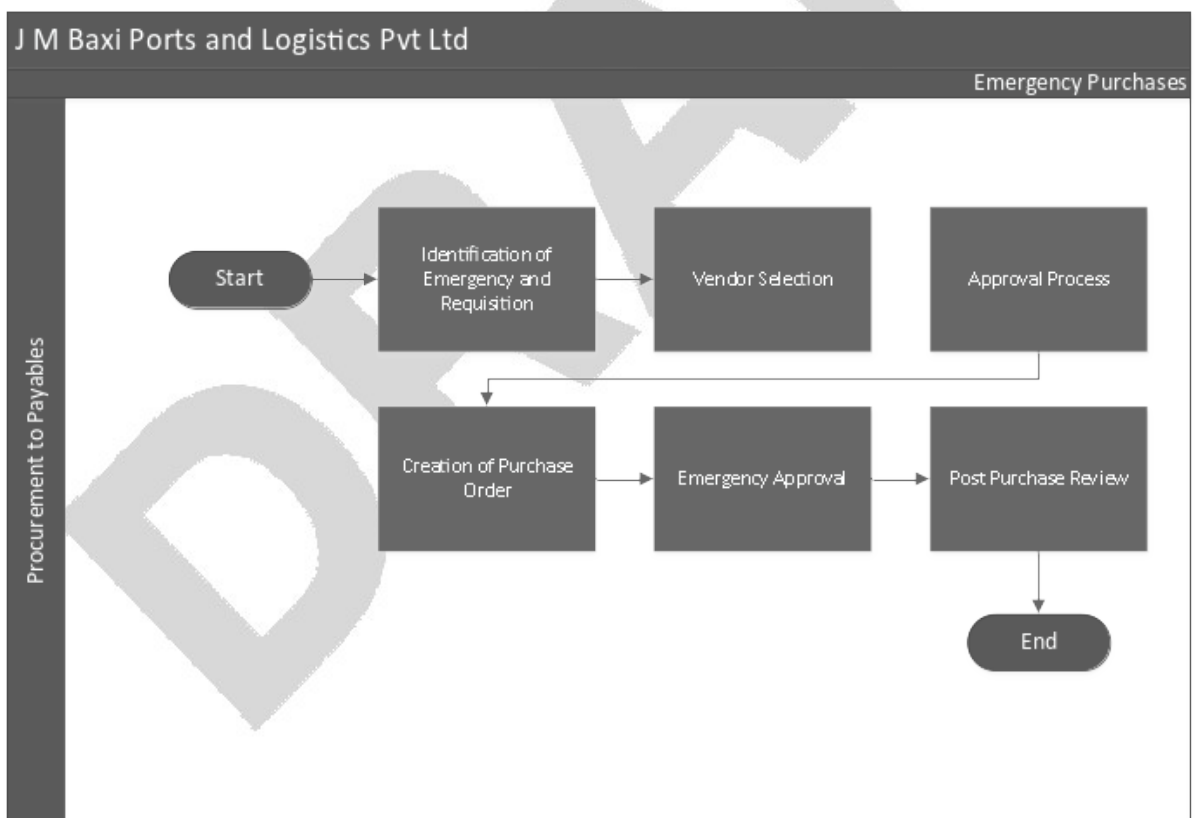 J M Baxi Ports and Logistics Pvt Ltd
Emergency Purchases
Procurement to Payables
Start
Identification of
Emergency and
Requisition
Vendor Selection
Approval Process
Creation of Purchase
Order
Emergency Approval
Post Purchase Review
End